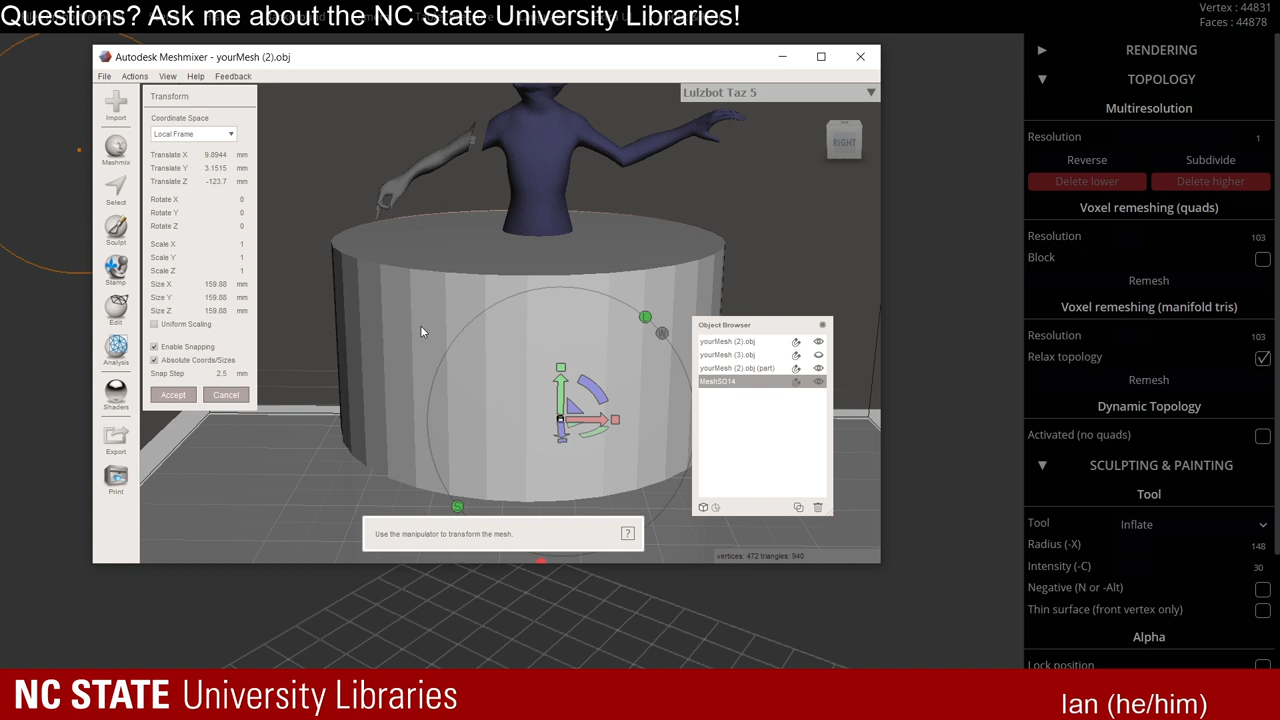 Questions? Ask me about the NC State University Libraries!
Vertex : 44831
Faces : 44878
Autodesk Meshmixer - yourMesh (2).obj
File Actions View Help Feedback
Import
Meshmix
Select
Sculpt
Stamp
Edit
Analysis
Shaders
Export
Print
Transform
Coordinate Space
Local Frame
Translate X 9.8944 mm
Translate Y 3.1515 mm
Translate Z -123.7 mm
Rotate X 0
Rotate Y 0
Rotate Z 0
Scale X 1
Scale Y 1
Scale Z 1
Size X 159.88 mm
Size Y 159.88 mm
Size Z 159.88 mm
Uniform Scaling
Enable Snapping
Absolute Coords/Sizes
Snap Step 2.5 mm
Accept Cancel
Lulzbot Taz 5
RIGHT
L
W
S
Object Browser
yourMesh (2).obj
yourMesh (3).obj
yourMesh (2).obj (part)
MeshSO14
Use the manipulator to transform the mesh. ?
vertices: 472 triangles: 940
RENDERING
TOPOLOGY
Multiresolution
Resolution 1
Reverse Subdivide
Delete lower Delete higher
Voxel remeshing (quads)
Resolution 103
Block
Remesh
Voxel remeshing (manifold tris)
Resolution 103
Relax topology
Remesh
Dynamic Topology
Activated (no quads)
SCULPTING & PAINTING
Tool
Tool Inflate
Radius (-X) 148
Intensity (-C) 30
Negative (N or -Alt)
Thin surface (front vertex only)
Alpha
Lock position
NC STATE University Libraries
Ian (he/him)